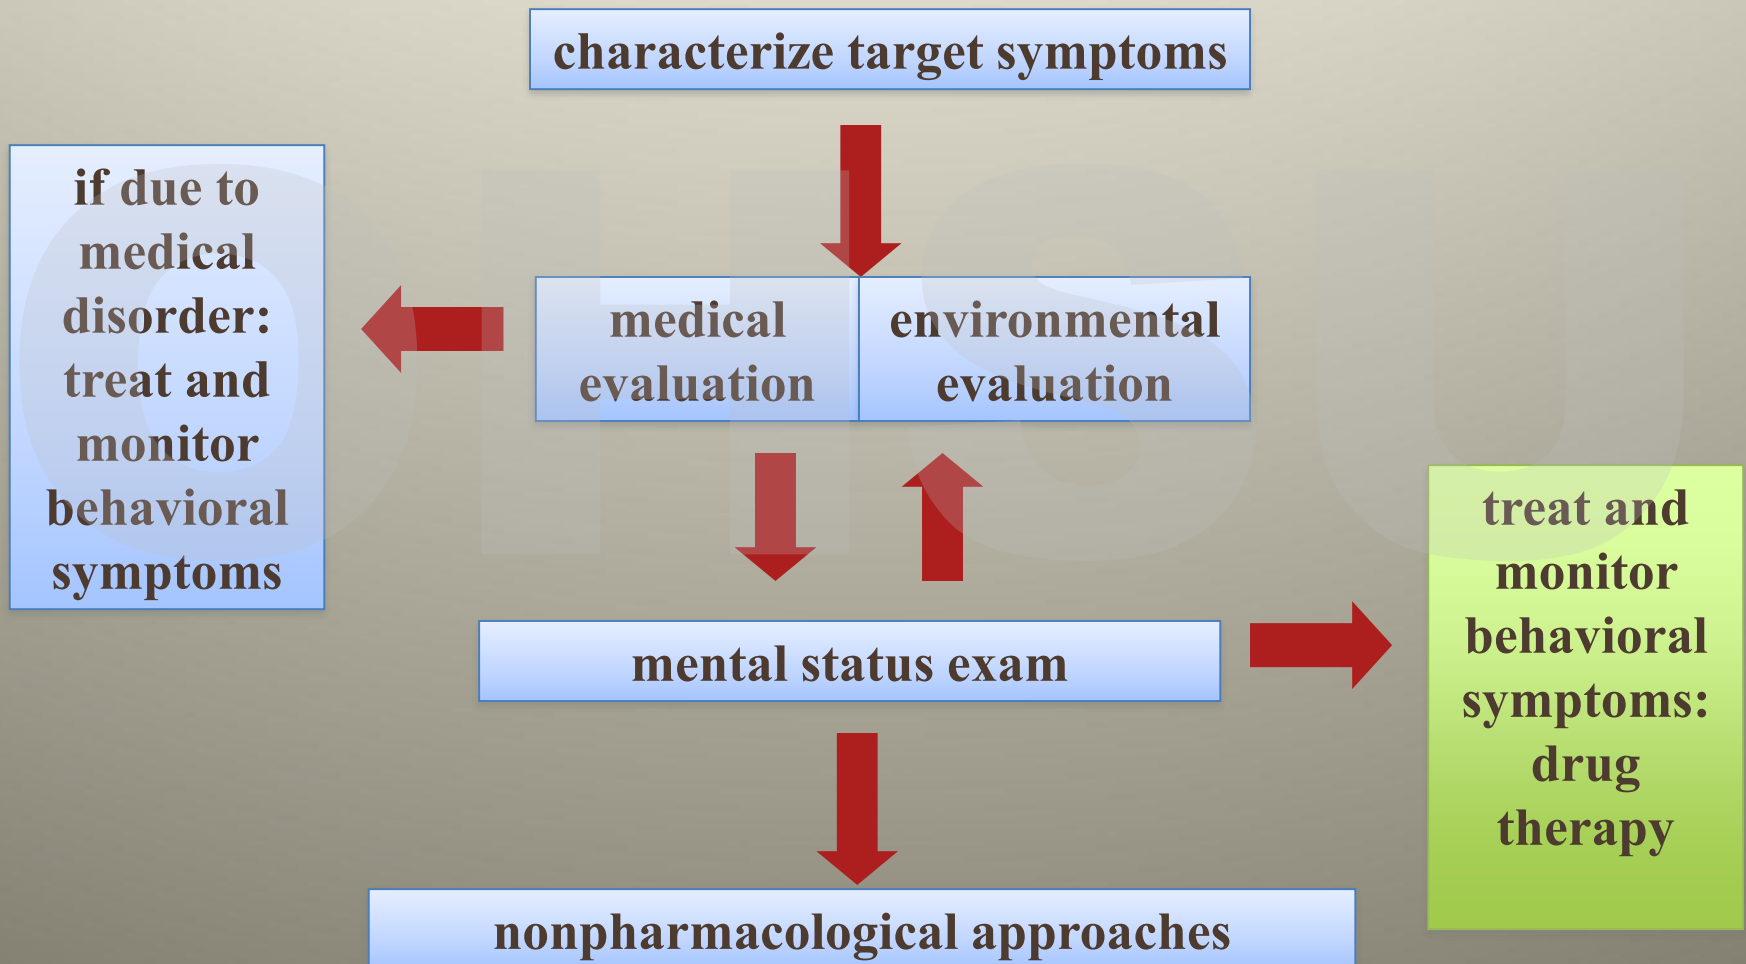 characterize target symptoms
if due to
medical
disorder:
treat and
monitor
behavioral
symptoms
medical
evaluation
environmental
evaluation
treat and
monitor
behavioral
symptoms:
drug
therapy
mental status exam
nonpharmacological approaches
OHSU